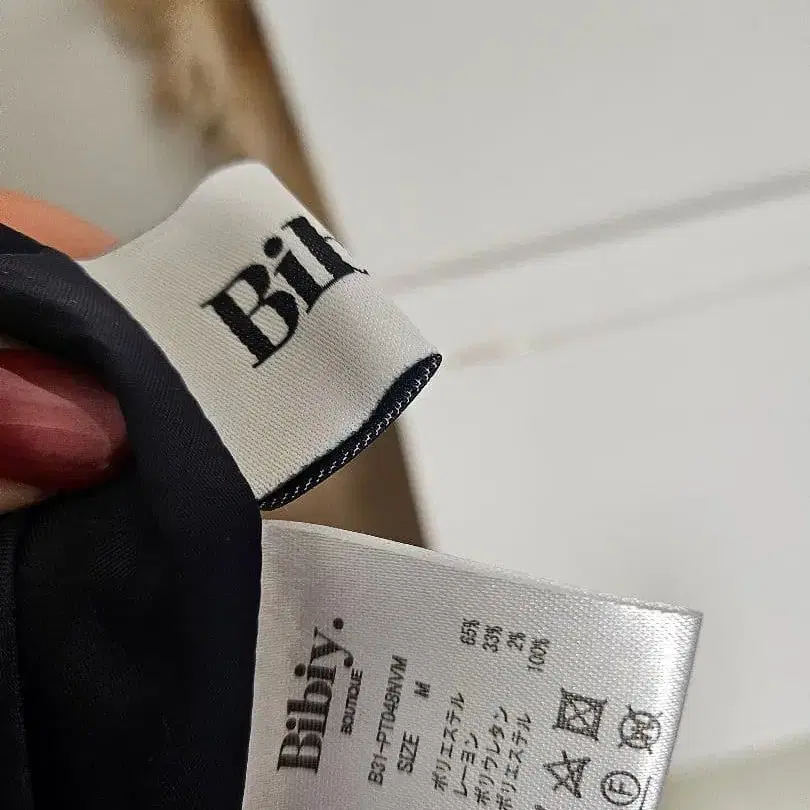 Bib
Bibiy.
BOUTIQUE
B31-PT048NVM
SIZE M
ポリエステル 65%
レーヨン 33%
ポリウレタン 2%
ポリエステル 100%
F